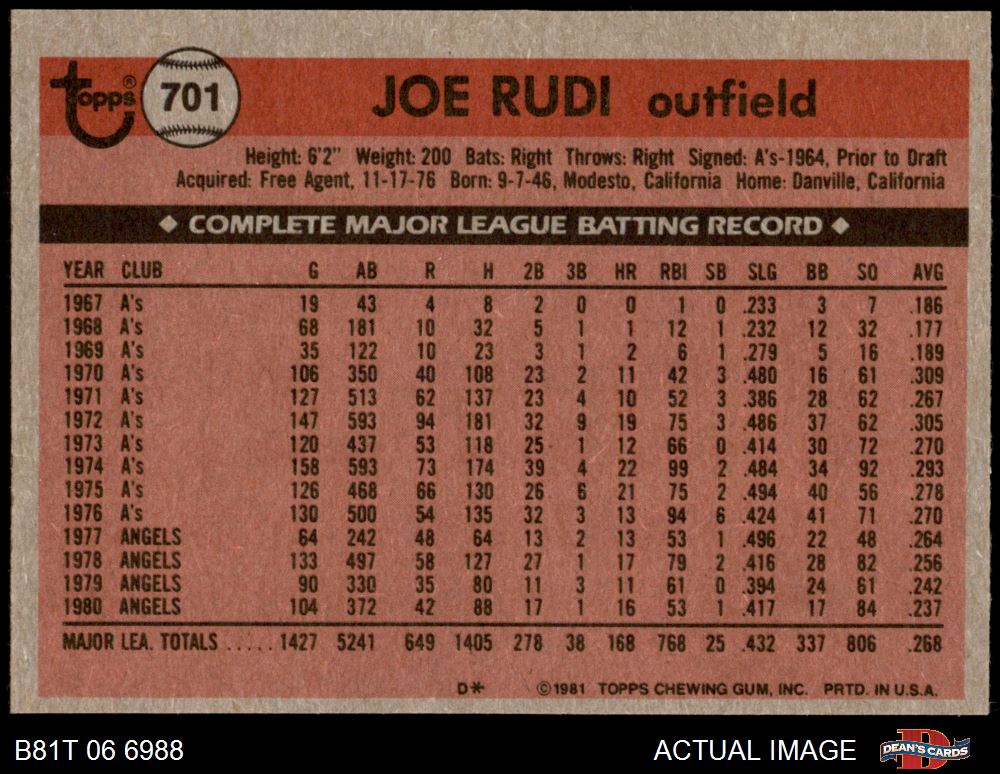 Topps® 701 JOE RUDI outfield
Height: 6'2" Weight: 200 Bats: Right Throws: Right Signed: A's-1964, Prior to Draft
Acquired: Free Agent, 11-17-76 Born: 9-7-46, Modesto, California Home: Danville, California
◆ COMPLETE MAJOR LEAGUE BATTING RECORD ◆
YEAR CLUB G AB R H 2B 3B HR RBI SB SLG BB SO AVG
1967 A's 19 43 4 8 2 0 0 1 0 .233 3 7 .186
1968 A's 68 181 10 32 5 1 1 12 1 .232 12 32 .177
1969 A's 35 122 10 23 3 1 2 6 1 .279 5 16 .189
1970 A's 106 350 40 108 23 2 11 42 3 .480 16 61 .309
1971 A's 127 513 62 137 23 4 10 52 3 .386 28 62 .267
1972 A's 147 593 94 181 32 9 19 75 3 .486 37 62 .305
1973 A's 120 437 53 118 25 1 12 66 0 .414 30 72 .270
1974 A's 158 593 73 174 39 4 22 99 2 .484 34 92 .293
1975 A's 126 468 66 130 26 6 21 75 2 .494 40 56 .278
1976 A's 130 500 54 135 32 3 13 94 6 .424 41 71 .270
1977 ANGELS 64 242 48 64 13 2 13 53 1 .496 22 48 .264
1978 ANGELS 133 497 58 127 27 1 17 79 2 .416 28 82 .256
1979 ANGELS 90 330 35 80 11 3 11 61 0 .394 24 61 .242
1980 ANGELS 104 372 42 88 17 1 16 53 1 .417 17 84 .237
MAJOR LEA. TOTALS ..... 1427 5241 649 1405 278 38 168 768 25 .432 337 806 .268
D* ©1981 TOPPS CHEWING GUM, INC. PRTD. IN U.S.A.
B81T 06 6988 ACTUAL IMAGE DEAN'S CARDS